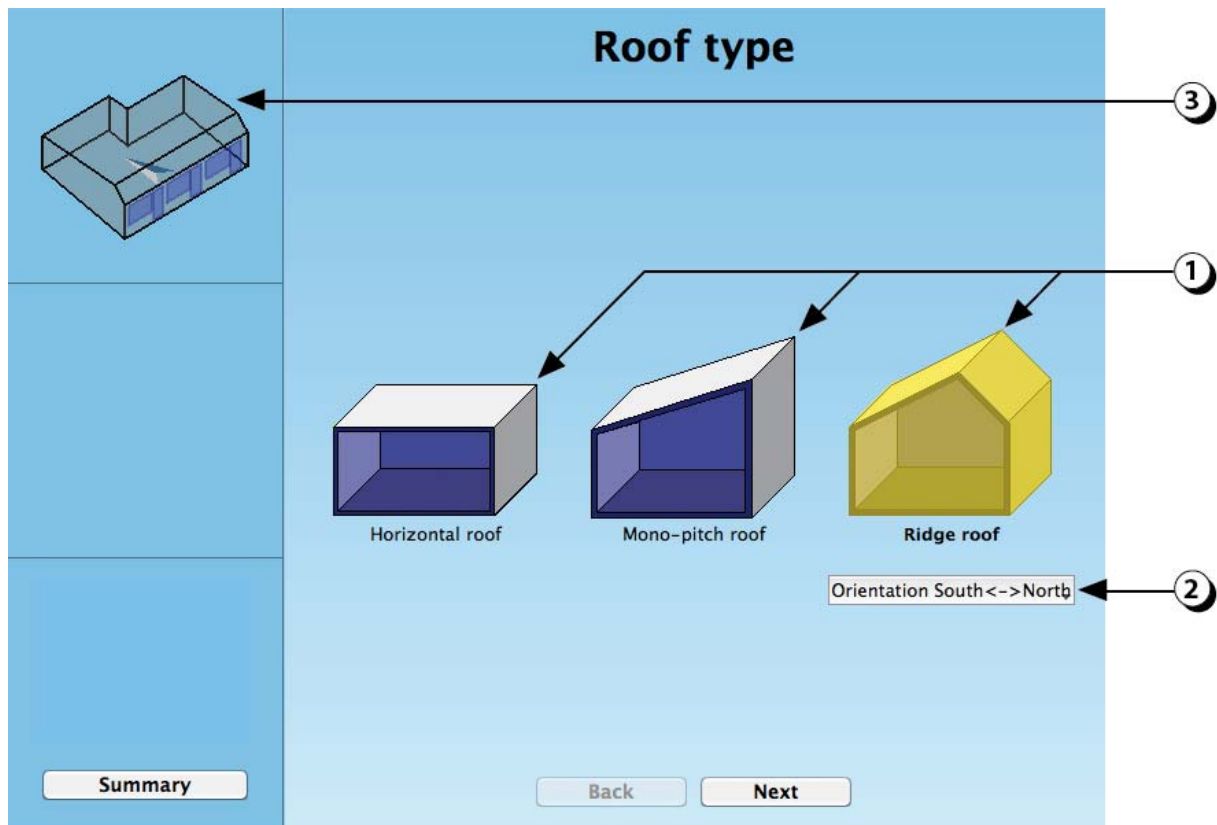 Roof type
3
1
Horizontal roof
Mono-pitch roof
Ridge roof
Orientation South<->North
2
Summary
Back
Next